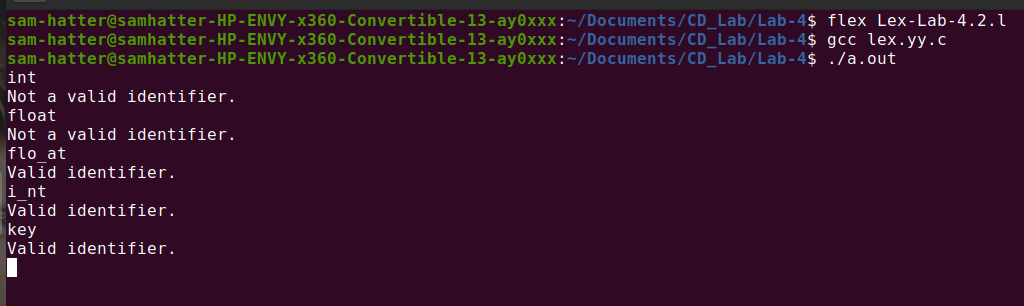 sam-hatter@samhatter-HP-ENVY-x360-Convertible-13-ay0xxx:~/Documents/CD_Lab/Lab-4$ flex Lex-Lab-4.2.l
sam-hatter@samhatter-HP-ENVY-x360-Convertible-13-ay0xxx:~/Documents/CD_Lab/Lab-4$ gcc lex.yy.c
sam-hatter@samhatter-HP-ENVY-x360-Convertible-13-ay0xxx:~/Documents/CD_Lab/Lab-4$ ./a.out
int
Not a valid identifier.
float
Not a valid identifier.
flo_at
Valid identifier.
i_nt
Valid identifier.
key
Valid identifier.